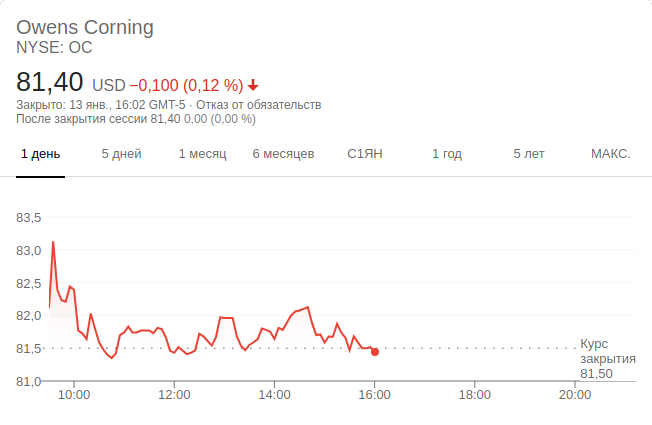 Owens Corning
NYSE: OC
81,40 USD −0,100 (0,12 %)
Закрыто: 13 янв., 16:02 GMT-5 · Отказ от обязательств
После закрытия сессии 81,40 0,00 (0,00 %)
1 день 5 дней 1 месяц 6 месяцев С1ЯН 1 год 5 лет МАКС.
83,5
83,0
82,5
82,0
81,5
Курс
закрытия
81,50
81,0
10:00 12:00 14:00 16:00 18:00 20:00